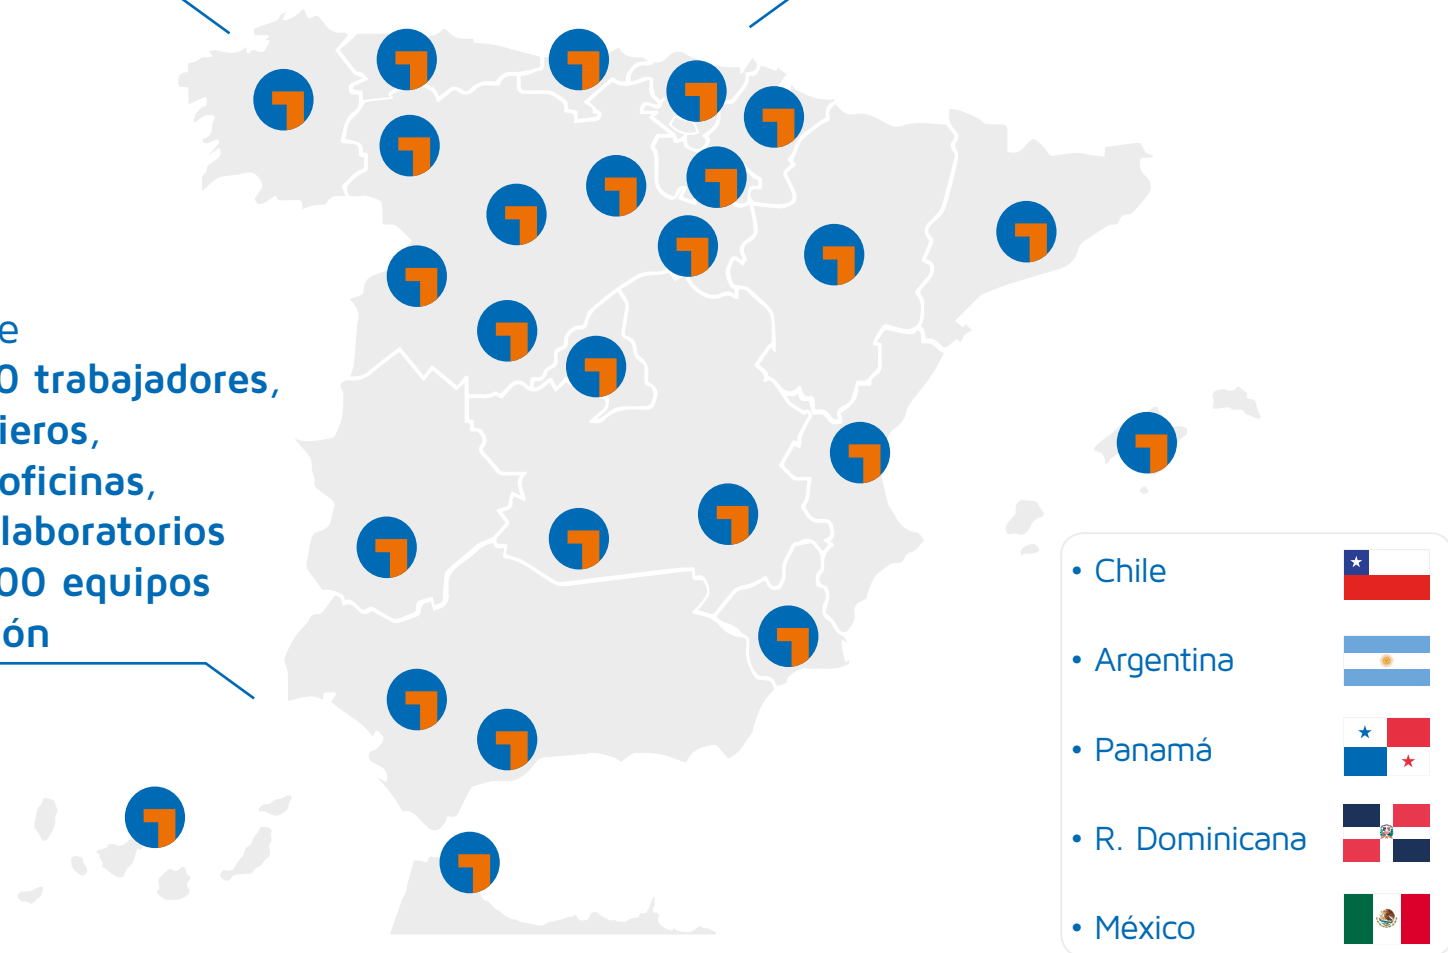 e
0 trabajadores,
ieros,
oficinas,
laboratorios
00 equipos
ón
• Chile
• Argentina
• Panamá
• R. Dominicana
• México